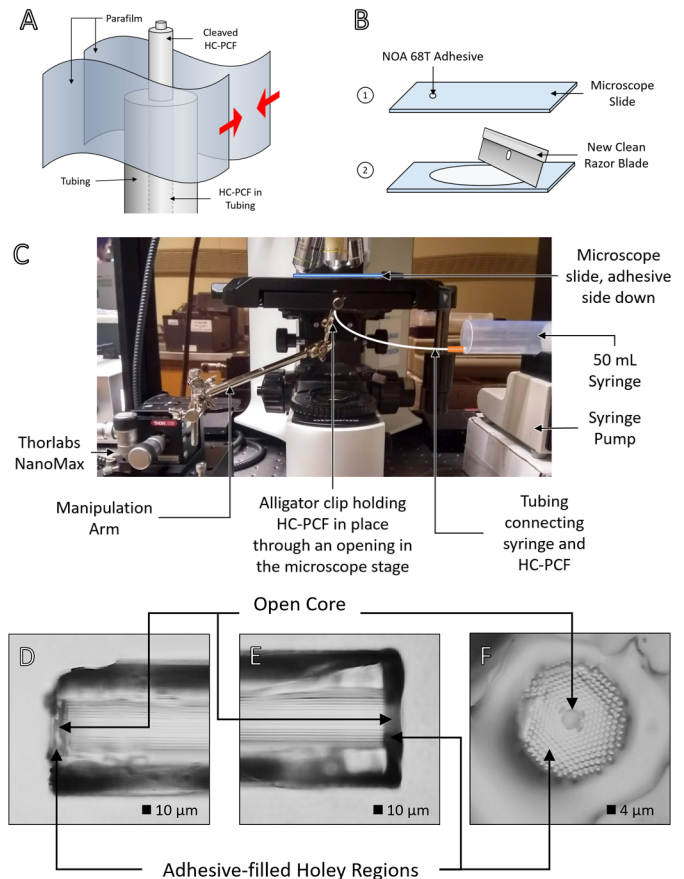 A
Parafilm
Cleaved
HC-PCF
Tubing
HC-PCF in
Tubing
B
NOA 68T Adhesive
1
Microscope
Slide
2
New Clean
Razor Blade
C
Microscope
slide, adhesive
side down
50 mL
Syringe
Syringe
Pump
Thorlabs
NanoMax
Manipulation
Arm
Alligator clip holding
HC-PCF in place
through an opening in
the microscope stage
Tubing
connecting
syringe and
HC-PCF
Open Core
D
10 μm
E
10 μm
F
4 μm
Adhesive-filled Holey Regions